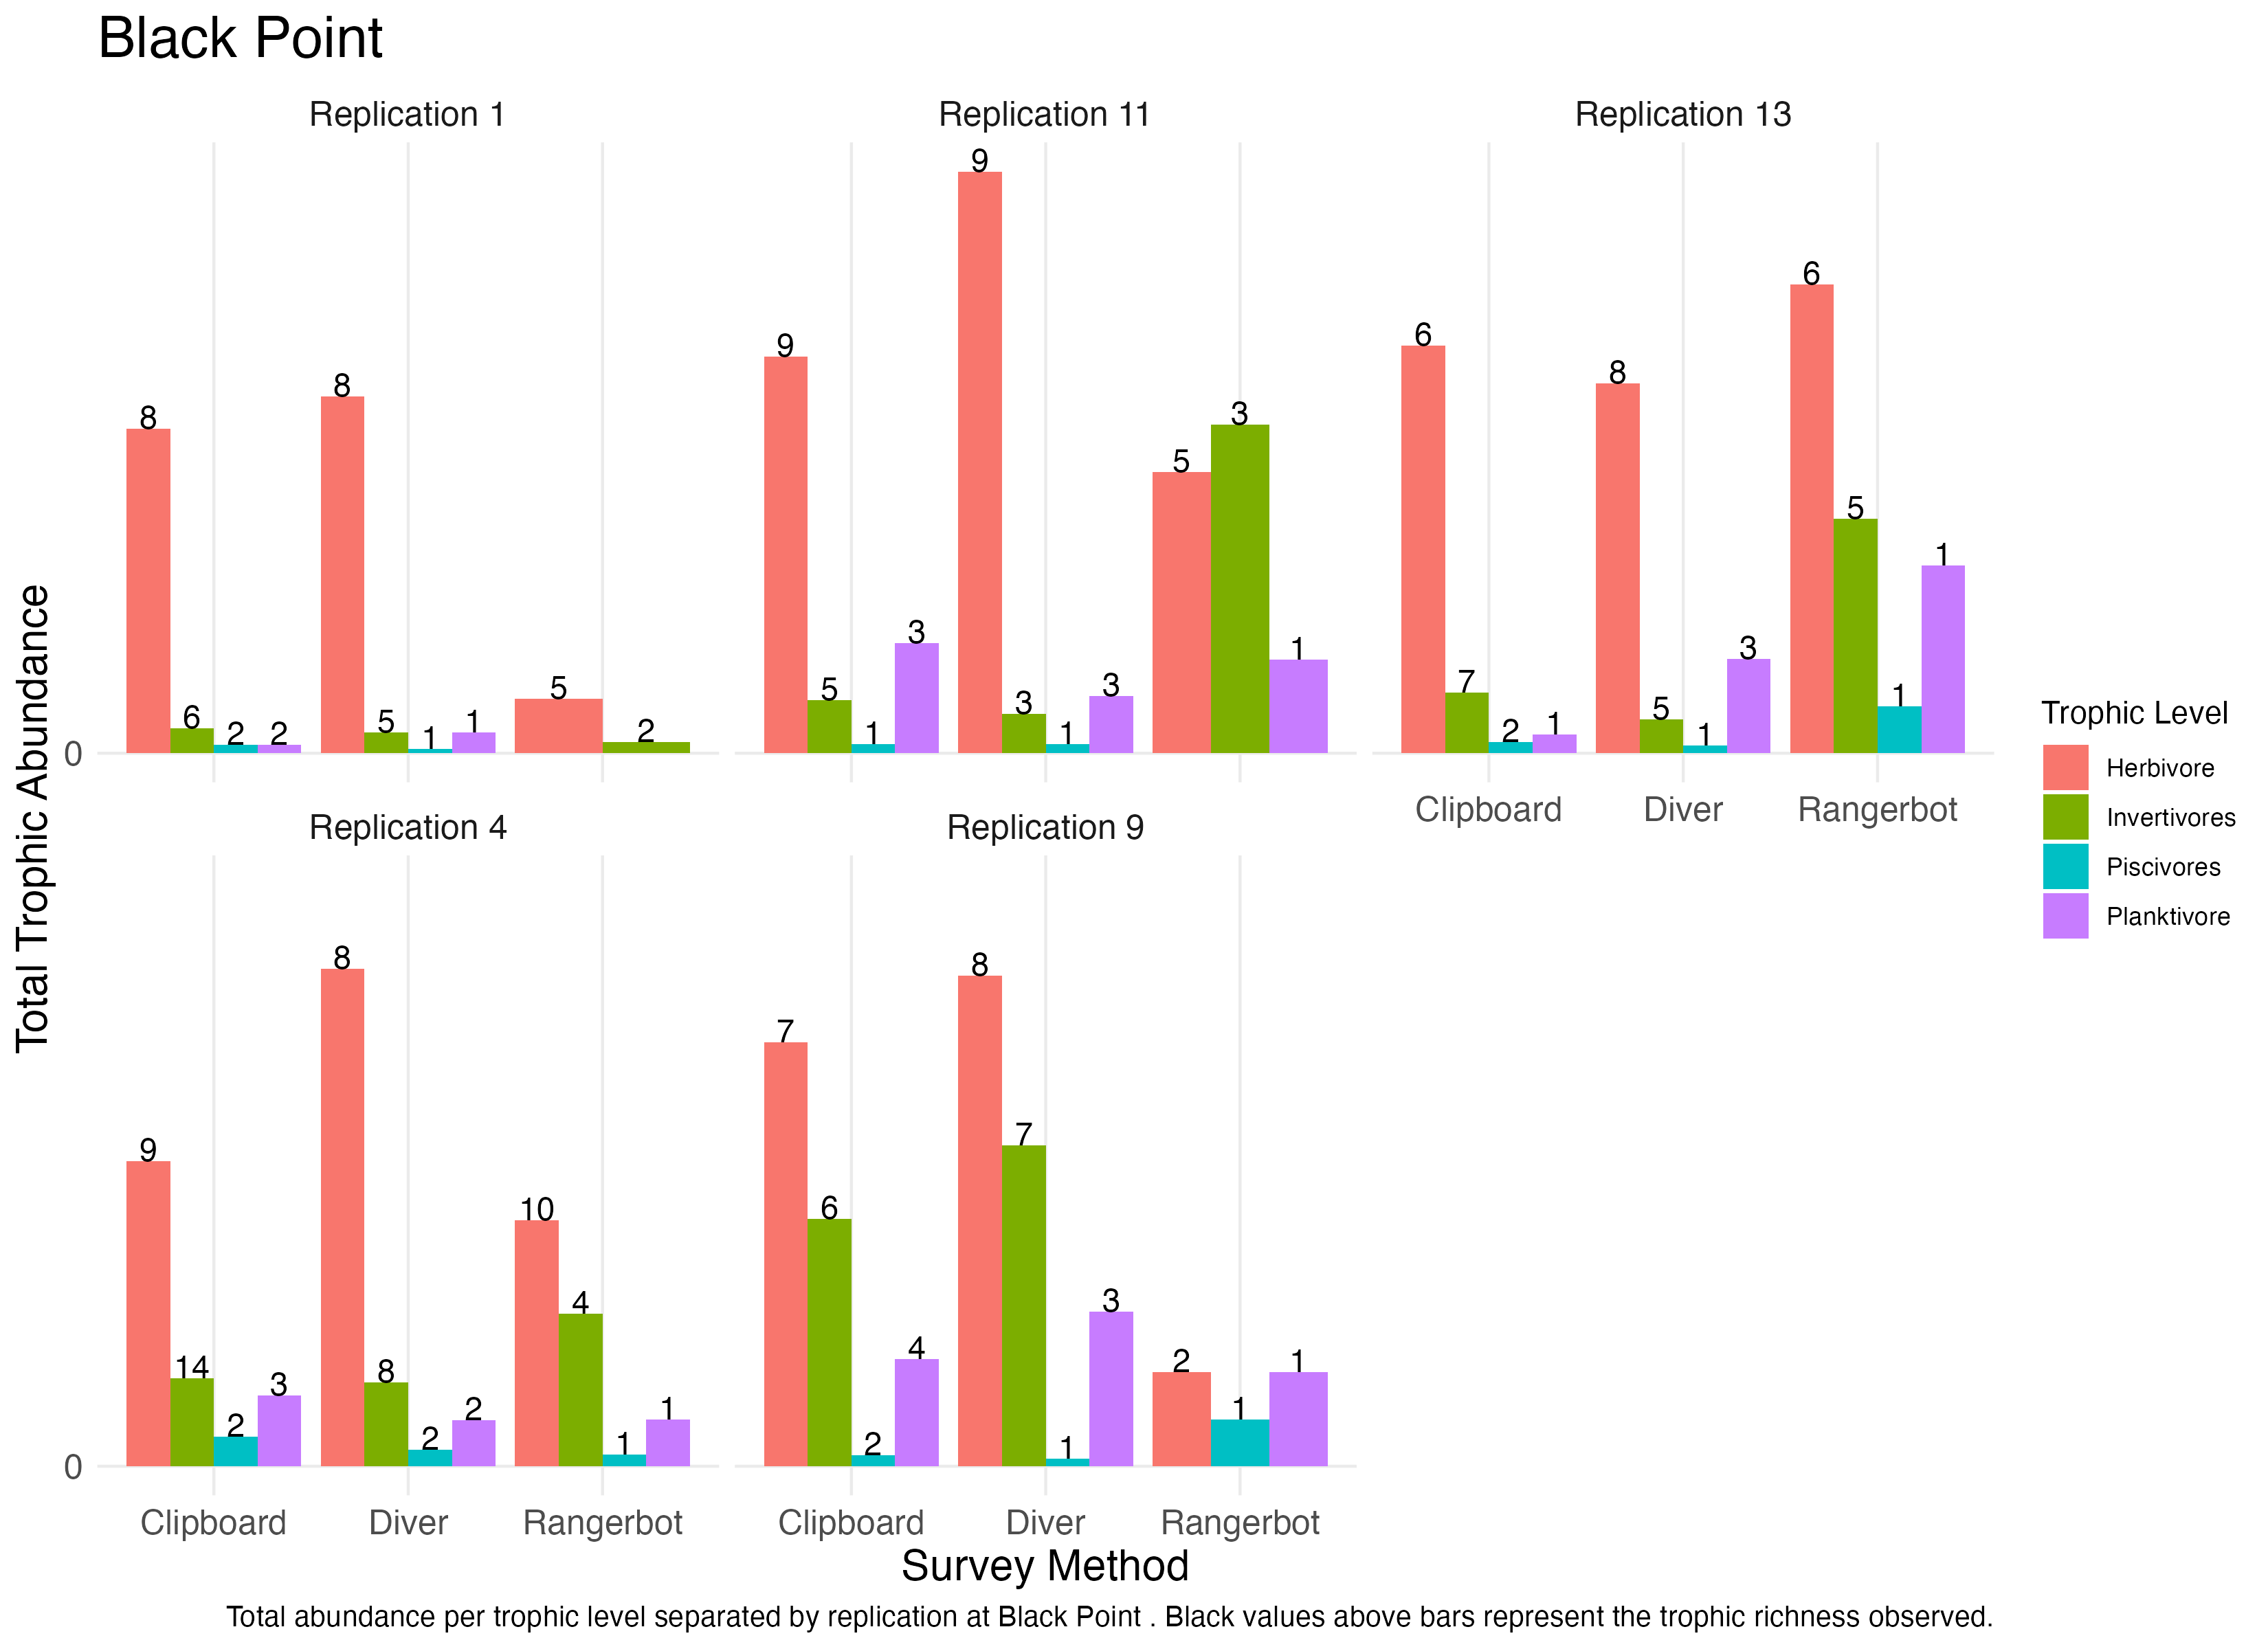 Black Point
Replication 1
Replication 11
Replication 13
8
6
2
2
8
5
1
1
5
2
9
5
1
3
9
3
1
3
5
3
1
6
7
2
1
8
5
1
3
6
5
1
1
0
Clipboard
Diver
Rangerbot
Total Trophic Abundance
Trophic Level
Herbivore
Invertivores
Piscivores
Planktivore
Replication 4
Replication 9
9
14
2
3
8
8
2
2
10
4
1
1
7
6
2
4
8
7
1
3
2
1
1
0
Clipboard
Diver
Rangerbot
Clipboard
Diver
Rangerbot
Survey Method
Total abundance per trophic level separated by replication at Black Point . Black values above bars represent the trophic richness observed.